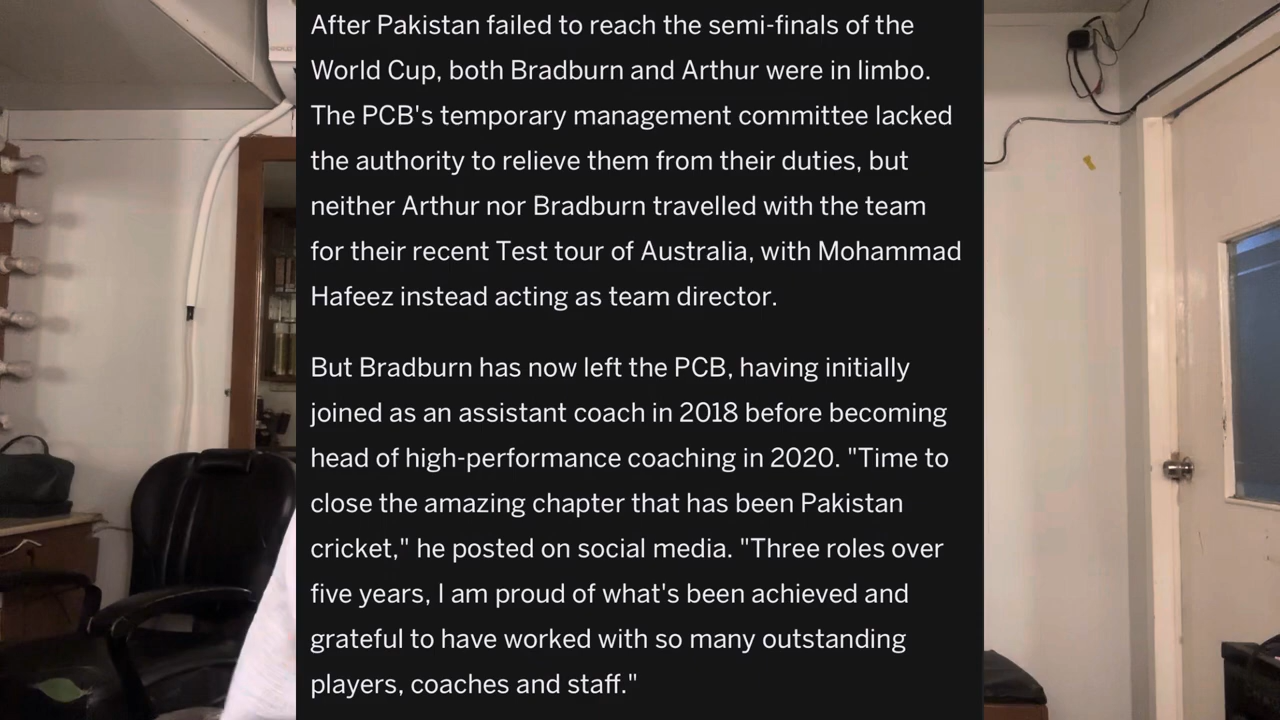 After Pakistan failed to reach the semi-finals of the
World Cup, both Bradburn and Arthur were in limbo.
The PCB's temporary management committee lacked
the authority to relieve them from their duties, but
neither Arthur nor Bradburn travelled with the team
for their recent Test tour of Australia, with Mohammad
Hafeez instead acting as team director.
But Bradburn has now left the PCB, having initially
joined as an assistant coach in 2018 before becoming
head of high-performance coaching in 2020. "Time to
close the amazing chapter that has been Pakistan
cricket," he posted on social media. "Three roles over
five years, I am proud of what's been achieved and
grateful to have worked with so many outstanding
players, coaches and staff."